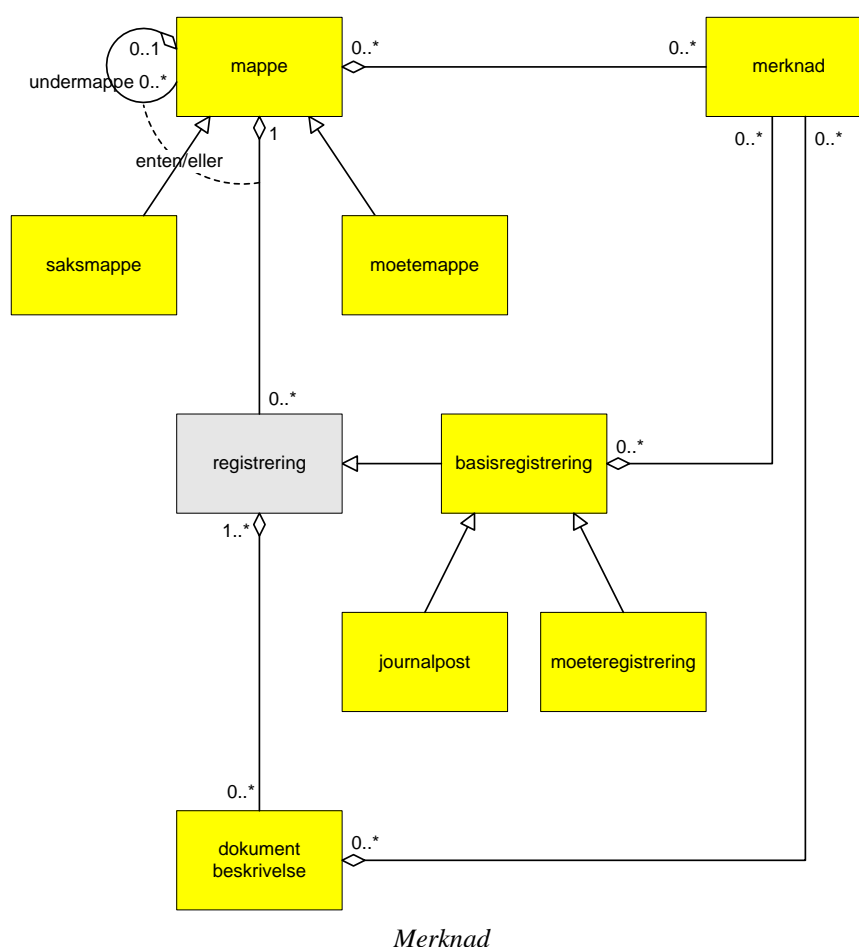 0..1
0..*
0..*
mappe
merknad
undermappe 0..*
1
0..*
0..*
enten/eller
saksmappe
moetemappe
0..*
registrering
basisregistrering
0..*
1..*
journalpost
moeteregistrering
0..*
dokument
beskrivelse
0..*
Merknad